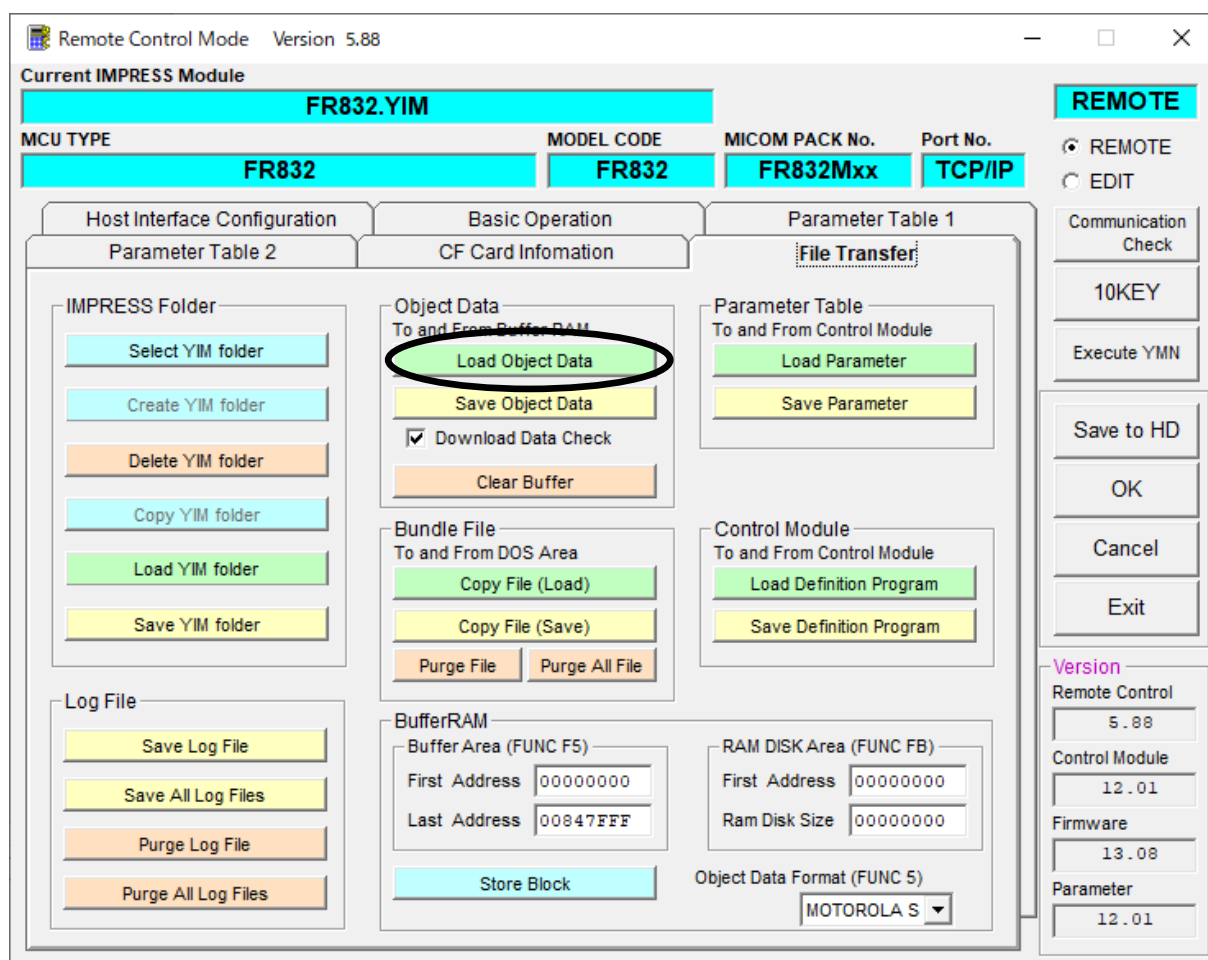 Remote Control Mode Version 5.88
Current IMPRESS Module
FR832.YIM
REMOTE
MCU TYPE
MODEL CODE
MICOM PACK No.
Port No.
FR832
FR832
FR832Mxx
TCP/IP
REMOTE
EDIT
Host Interface Configuration
Basic Operation
Parameter Table 1
Parameter Table 2
CF Card Infomation
File Transfer
IMPRESS Folder
Select YIM folder
Create YIM folder
Delete YIM folder
Copy YIM folder
Load YIM folder
Save YIM folder
Log File
Save Log File
Save All Log Files
Purge Log File
Purge All Log Files
Object Data
To and From Buffer RAM
Load Object Data
Save Object Data
Download Data Check
Clear Buffer
Bundle File
To and From DOS Area
Copy File (Load)
Copy File (Save)
Purge File
Purge All File
Parameter Table
To and From Control Module
Load Parameter
Save Parameter
Control Module
To and From Control Module
Load Definition Program
Save Definition Program
BufferRAM
Buffer Area (FUNC F5)
First Address 00000000
Last Address 00847FFF
RAM DISK Area (FUNC FB)
First Address 00000000
Ram Disk Size 00000000
Store Block
Object Data Format (FUNC 5)
MOTOROLA S
Communication
Check
10KEY
Execute YMN
Save to HD
OK
Cancel
Exit
Version
Remote Control
5.88
Control Module
12.01
Firmware
13.08
Parameter
12.01